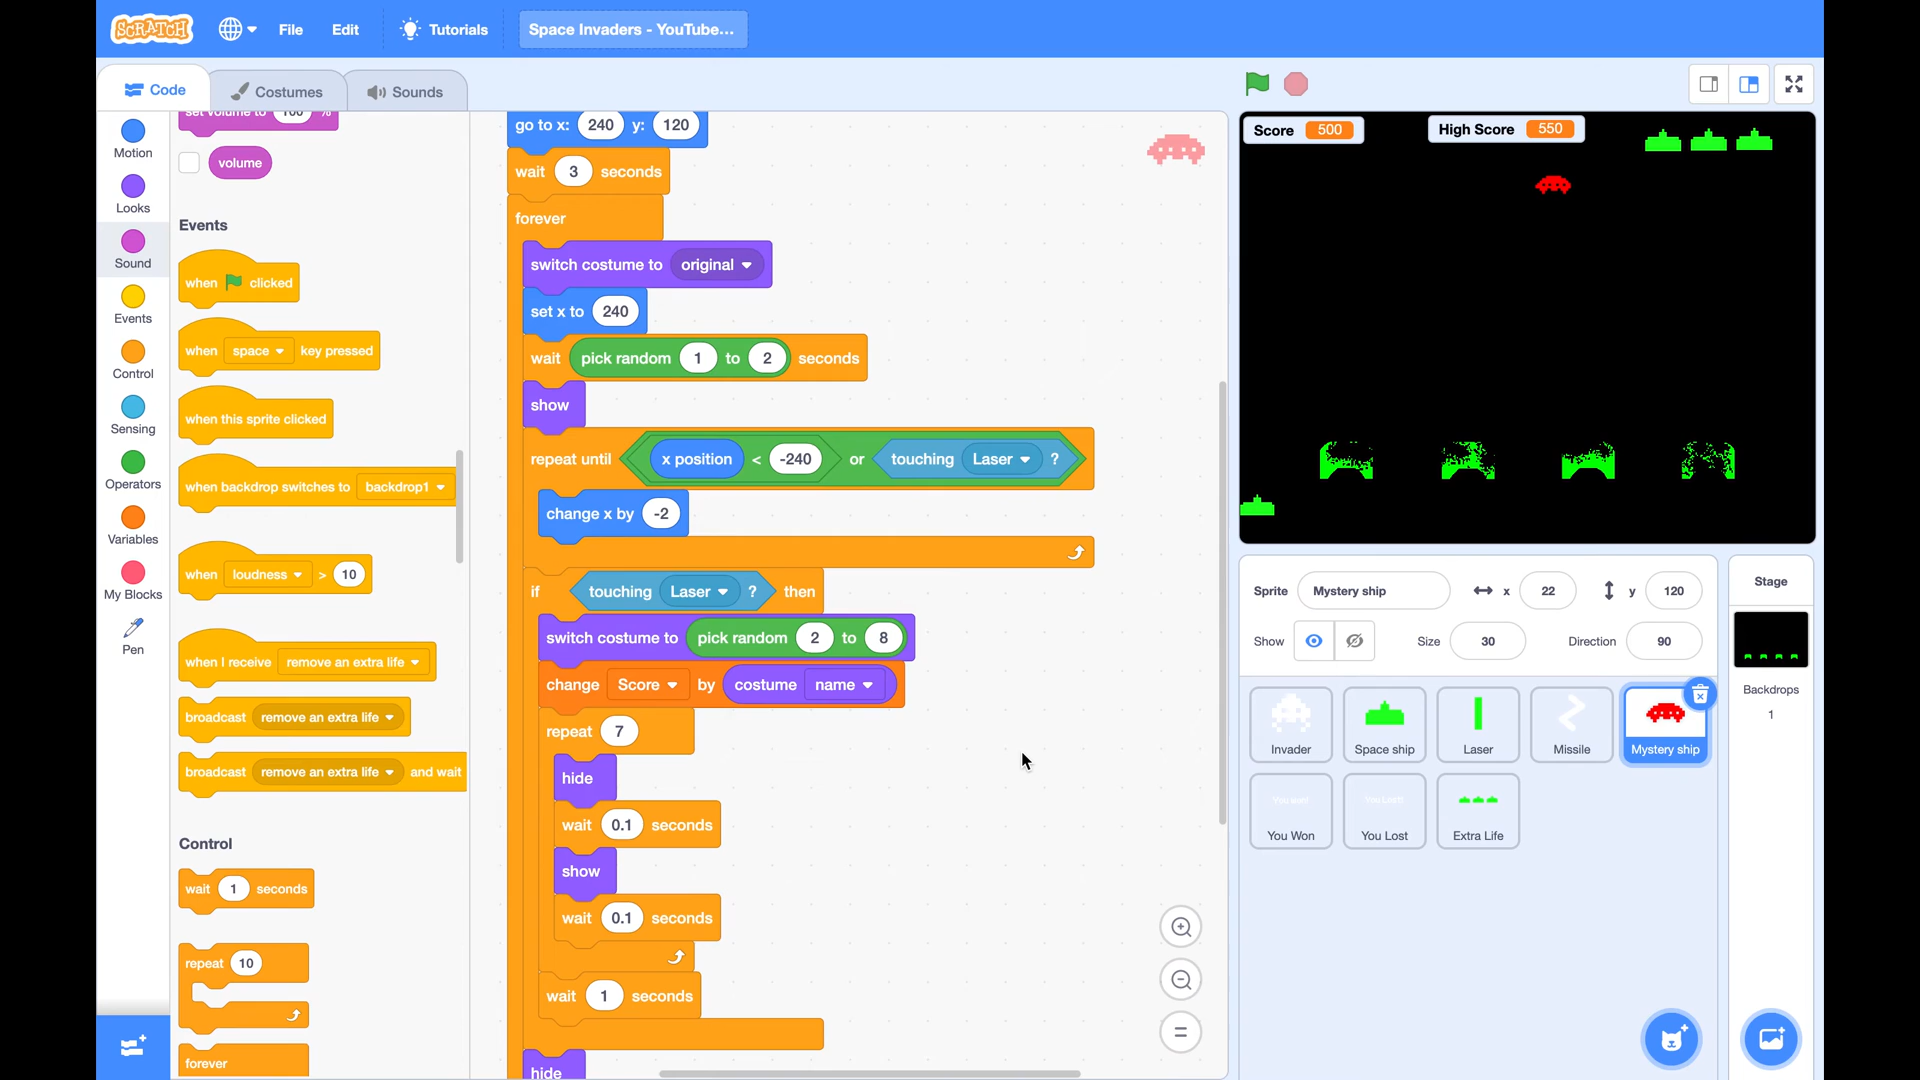 SCRATCH File Edit Tutorials Space Invaders - YouTube...
Code Costumes Sounds
Motion
Looks
Sound
Events
Control
Sensing
Operators
Variables
My Blocks
Pen
set volume to 100 %
volume
Events
when clicked
when space key pressed
when this sprite clicked
when backdrop switches to backdrop1
when loudness > 10
when I receive remove an extra life
broadcast remove an extra life
broadcast remove an extra life and wait
Control
wait 1 seconds
repeat 10
forever
go to x: 240 y: 120
wait 3 seconds
forever
switch costume to original
set x to 240
wait pick random 1 to 2 seconds
show
repeat until x position < -240 or touching Laser ?
change x by -2
if touching Laser ? then
switch costume to pick random 2 to 8
change Score by costume name
repeat 7
hide
wait 0.1 seconds
show
wait 0.1 seconds
wait 1 seconds
hide
Score 500 High Score 550
Sprite Mystery ship x 22 y 120
Show Size 30 Direction 90
Invader Space ship Laser Missile Mystery ship
You Won You Lost Extra Life
Stage
Backdrops
1